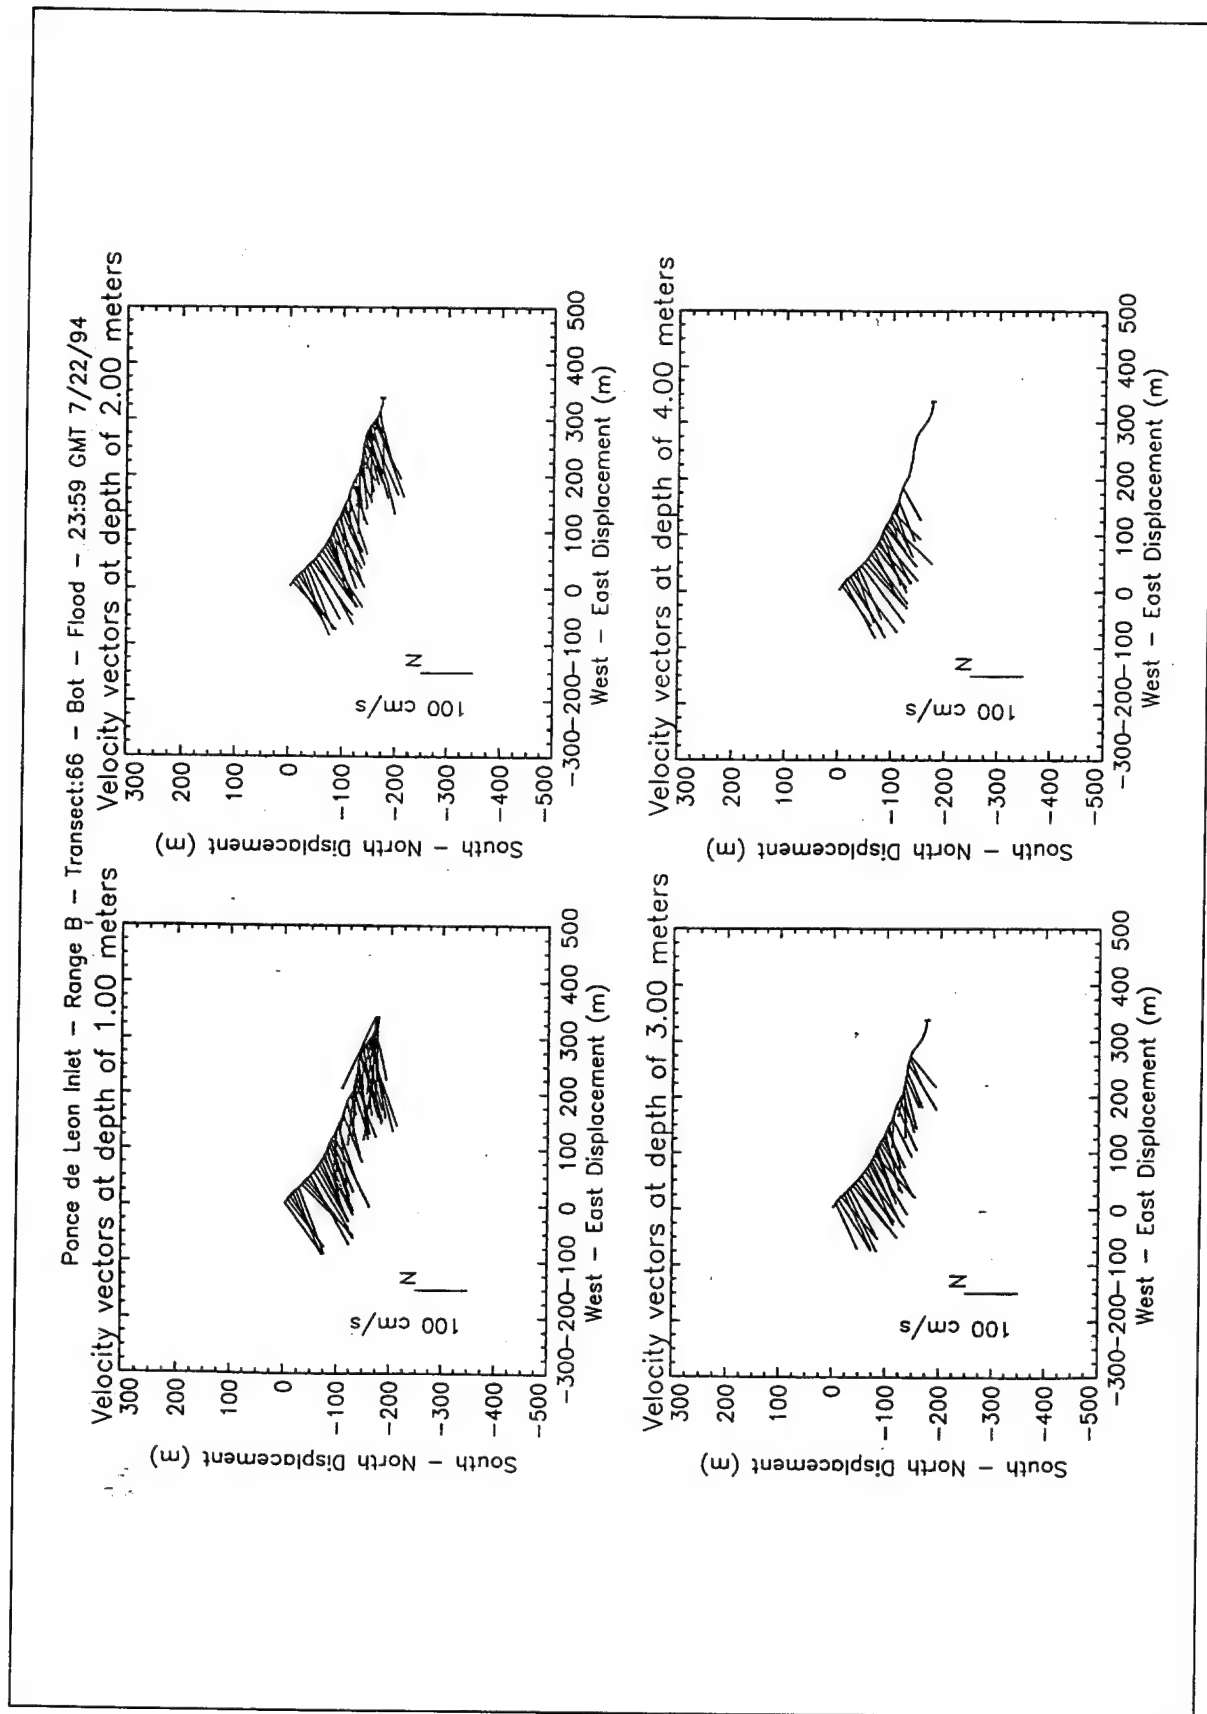 Ponce de Leon Inlet – Range B – Transect:66 – Bot – Flood – 23:59 GMT 7/22/94
Velocity vectors at depth of 1.00 meters
300
200
100
0
–100
–200
–300
–400
–500
South – North Displacement (m)
N
100 cm/s
–300–200–100 0 100 200 300 400 500
West – East Displacement (m)
Velocity vectors at depth of 2.00 meters
300
200
100
0
–100
–200
–300
–400
–500
South – North Displacement (m)
N
100 cm/s
–300–200–100 0 100 200 300 400 500
West – East Displacement (m)
Velocity vectors at depth of 3.00 meters
300
200
100
0
–100
–200
–300
–400
–500
South – North Displacement (m)
N
100 cm/s
–300–200–100 0 100 200 300 400 500
West – East Displacement (m)
Velocity vectors at depth of 4.00 meters
300
200
100
0
–100
–200
–300
–400
–500
South – North Displacement (m)
N
100 cm/s
–300–200–100 0 100 200 300 400 500
West – East Displacement (m)